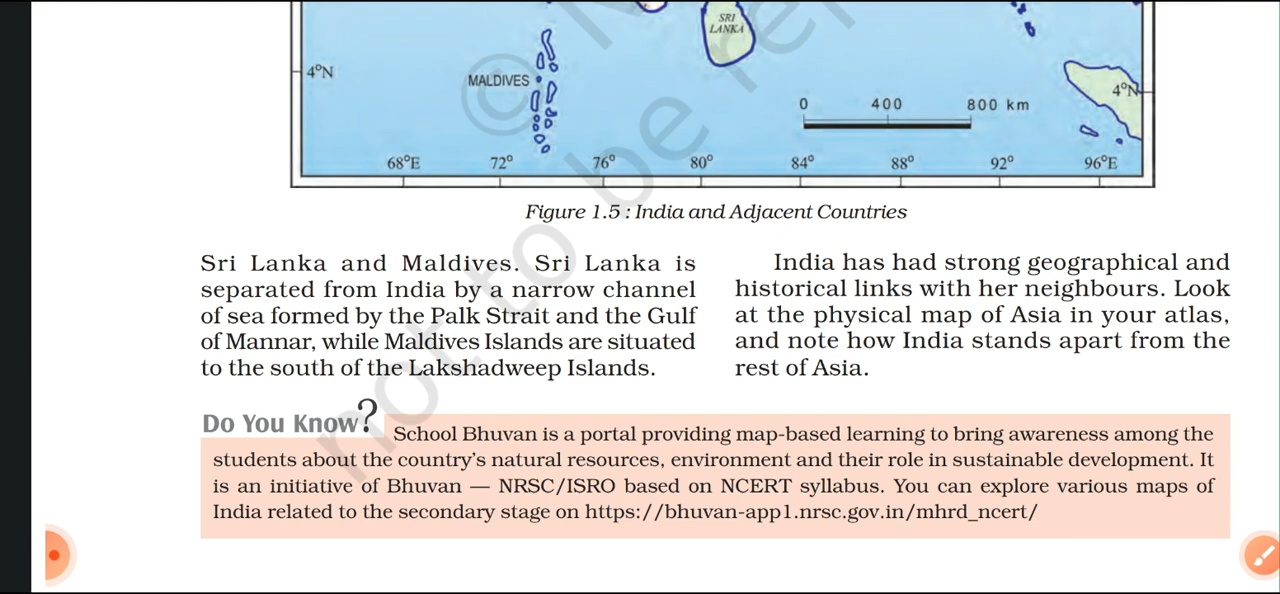 SRI
LANKA
4°N
MALDIVES
4°N
0 400 800 km
68°E 72° 76° 80° 84° 88° 92° 96°E
Figure 1.5 : India and Adjacent Countries
Sri Lanka and Maldives. Sri Lanka is
separated from India by a narrow channel
of sea formed by the Palk Strait and the Gulf
of Mannar, while Maldives Islands are situated
to the south of the Lakshadweep Islands.
India has had strong geographical and
historical links with her neighbours. Look
at the physical map of Asia in your atlas,
and note how India stands apart from the
rest of Asia.
Do You Know?
School Bhuvan is a portal providing map-based learning to bring awareness among the
students about the country's natural resources, environment and their role in sustainable development. It
is an initiative of Bhuvan — NRSC/ISRO based on NCERT syllabus. You can explore various maps of
India related to the secondary stage on https://bhuvan-app1.nrsc.gov.in/mhrd_ncert/
© 
not to be re